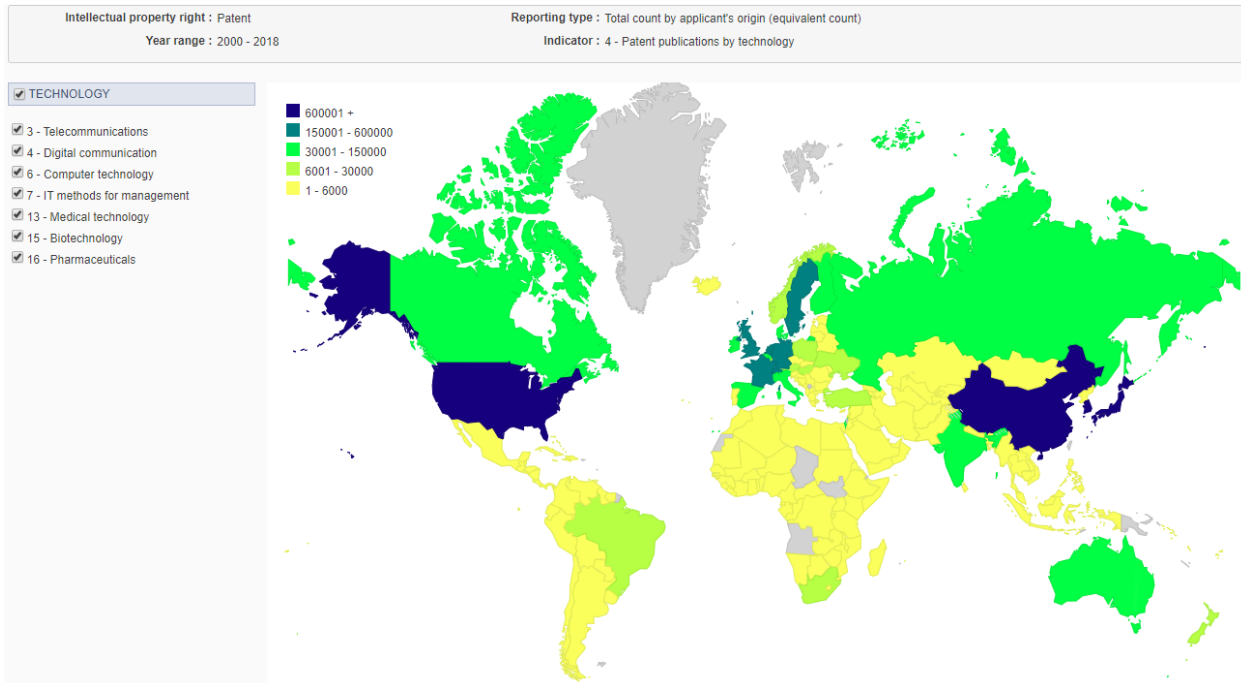 Intellectual property right : Patent
Reporting type : Total count by applicant's origin (equivalent count)
Year range : 2000 - 2018
Indicator : 4 - Patent publications by technology
TECHNOLOGY
3 - Telecommunications
4 - Digital communication
6 - Computer technology
7 - IT methods for management
13 - Medical technology
15 - Biotechnology
16 - Pharmaceuticals
600001 +
150001 - 600000
30001 - 150000
6001 - 30000
1 - 6000